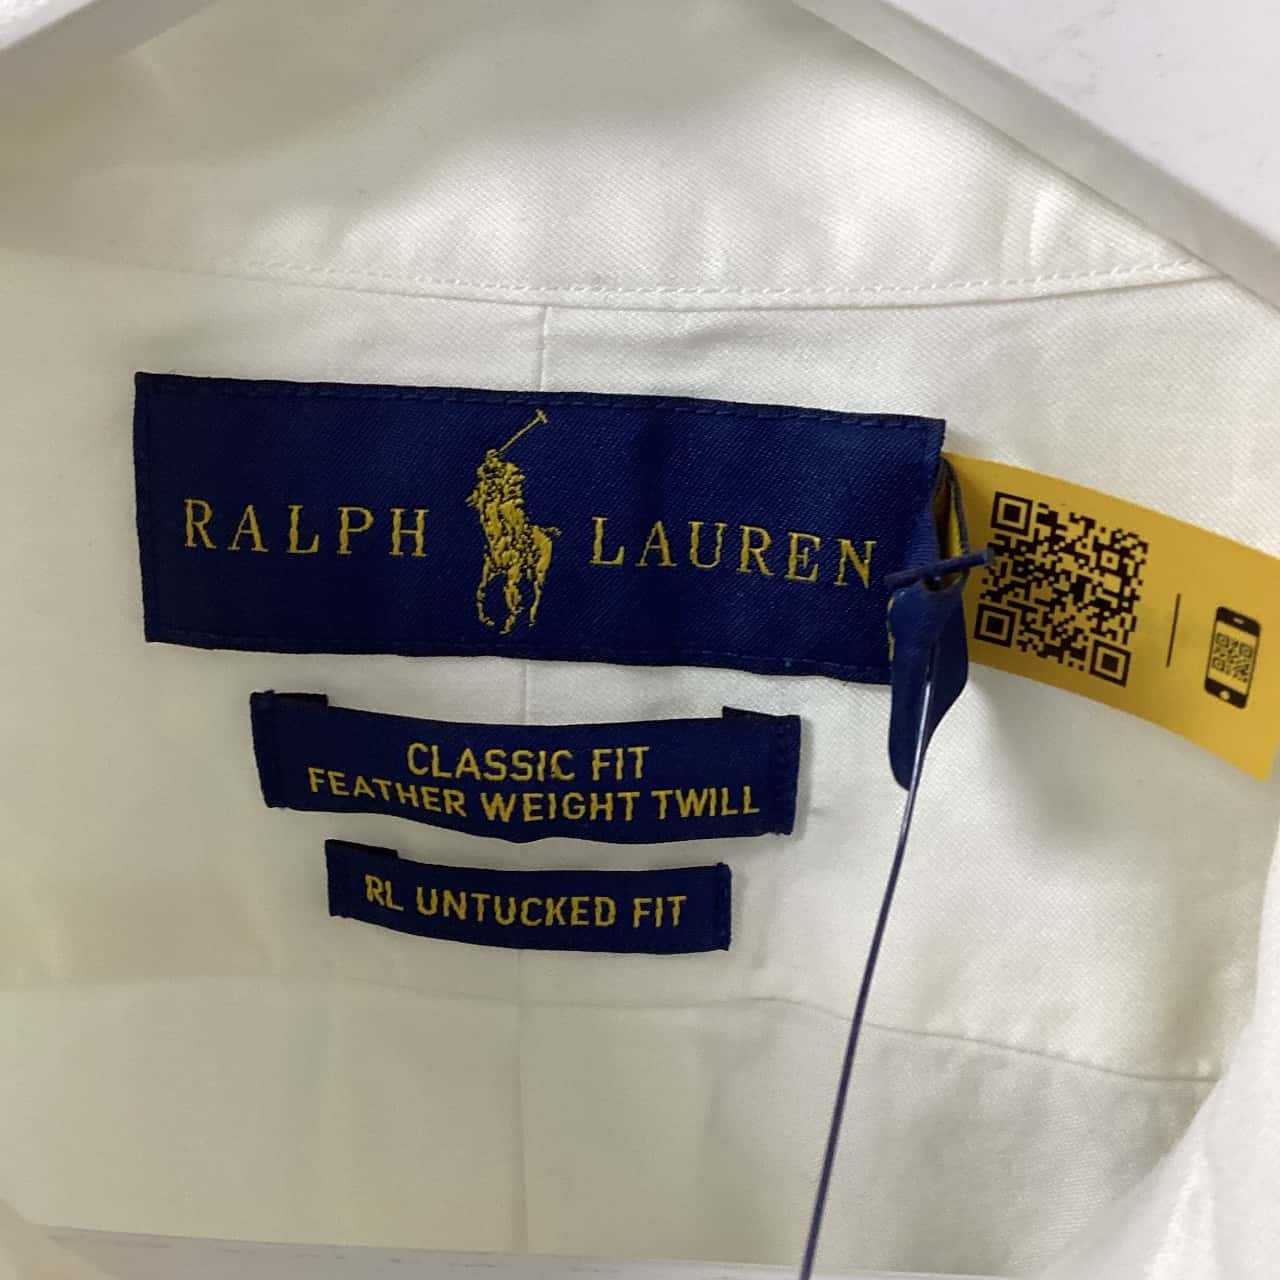 RALPH LAUREN
CLASSIC FIT
FEATHER WEIGHT TWILL
RL UNTUCKED FIT